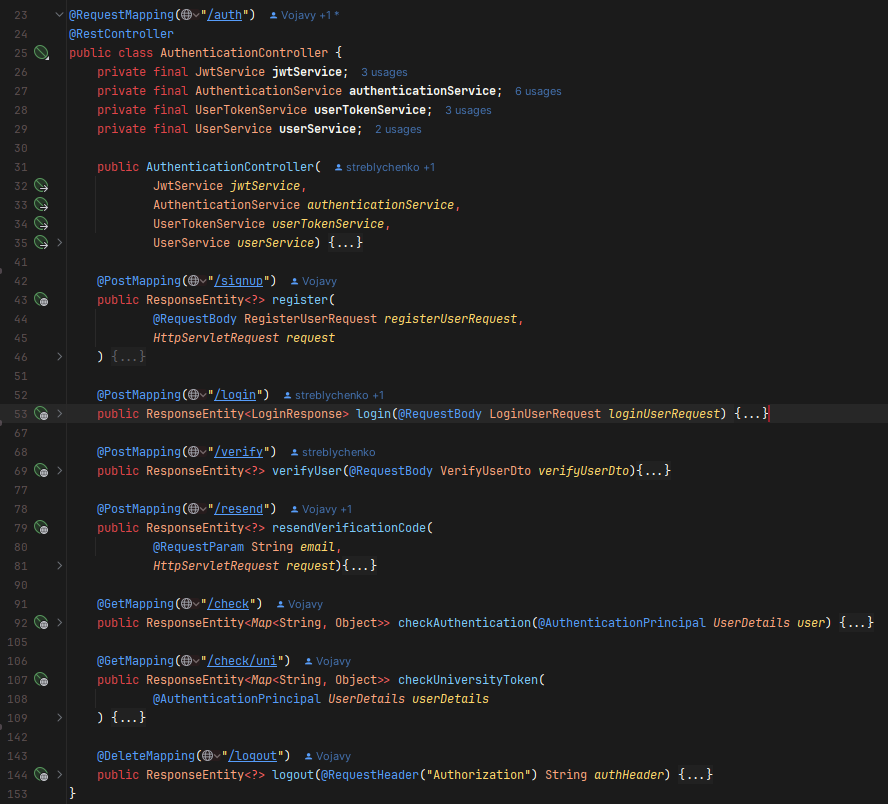 23 @RequestMapping("/auth") Vojavy +1 *
24 @RestController
25 public class AuthenticationController {
26 private final JwtService jwtService; 3 usages
27 private final AuthenticationService authenticationService; 6 usages
28 private final UserTokenService userTokenService; 3 usages
29 private final UserService userService; 2 usages
30
31 public AuthenticationController( streblychenko +1
32 JwtService jwtService,
33 AuthenticationService authenticationService,
34 UserTokenService userTokenService,
35 UserService userService) {...}
41
42 @PostMapping("/signup") Vojavy
43 public ResponseEntity<?> register(
44 @RequestBody RegisterUserRequest registerUserRequest,
45 HttpServletRequest request
46 ) {...}
51
52 @PostMapping("/login") streblychenko +1
53 public ResponseEntity<LoginResponse> login(@RequestBody LoginUserRequest loginUserRequest) {...}
67
68 @PostMapping("/verify") streblychenko
69 public ResponseEntity<?> verifyUser(@RequestBody VerifyUserDto verifyUserDto){...}
77
78 @PostMapping("/resend") Vojavy +1
79 public ResponseEntity<?> resendVerificationCode(
80 @RequestParam String email,
81 HttpServletRequest request){...}
90
91 @GetMapping("/check") Vojavy
92 public ResponseEntity<Map<String, Object>> checkAuthentication(@AuthenticationPrincipal UserDetails user) {...}
105
106 @GetMapping("/check/uni") Vojavy
107 public ResponseEntity<Map<String, Object>> checkUniversityToken(
108 @AuthenticationPrincipal UserDetails userDetails
109 ) {...}
142
143 @DeleteMapping("/logout") Vojavy
144 public ResponseEntity<?> logout(@RequestHeader("Authorization") String authHeader) {...}
153 }